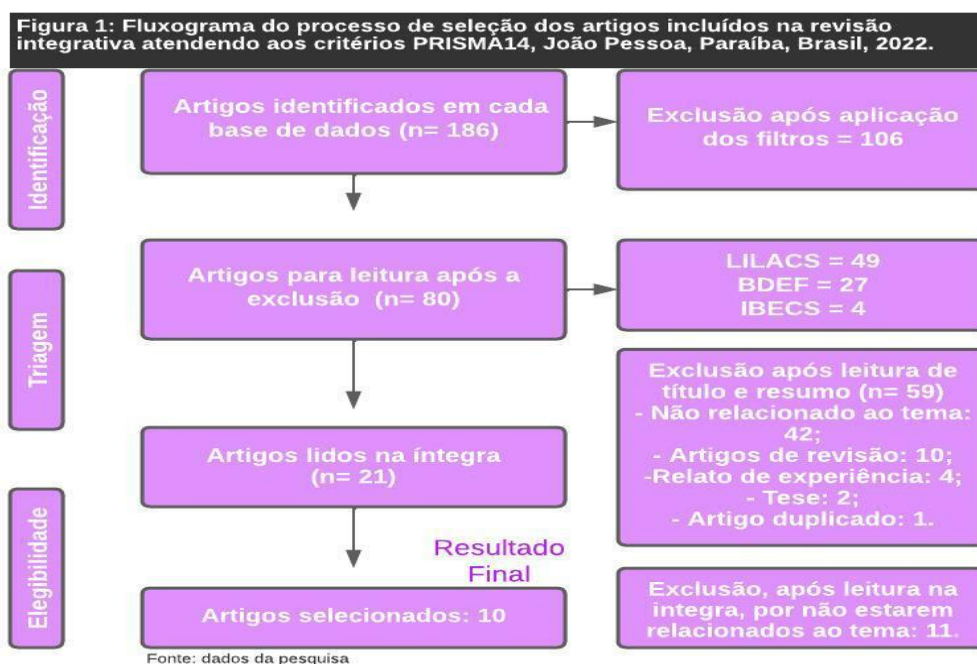 Figura 1: Fluxograma do processo de seleção dos artigos incluídos na revisão
integrativa atendendo aos critérios PRISMA14, João Pessoa, Paraíba, Brasil, 2022.
Identificação
Artigos identificados em cada
base de dados (n= 186)
Exclusão após aplicação
dos filtros = 106
Triagem
Artigos para leitura após a
exclusão (n= 80)
LILACS = 49
BDEF = 27
IBECS = 4
Exclusão após leitura de
título e resumo (n= 59)
- Não relacionado ao tema:
42;
- Artigos de revisão: 10;
-Relato de experiência: 4;
- Tese: 2;
- Artigo duplicado: 1.
Artigos lidos na íntegra
(n= 21)
Elegibilidade
Resultado
Final
Artigos selecionados: 10
Exclusão, após leitura na
integra, por não estarem
relacionados ao tema: 11.
Fonte: dados da pesquisa